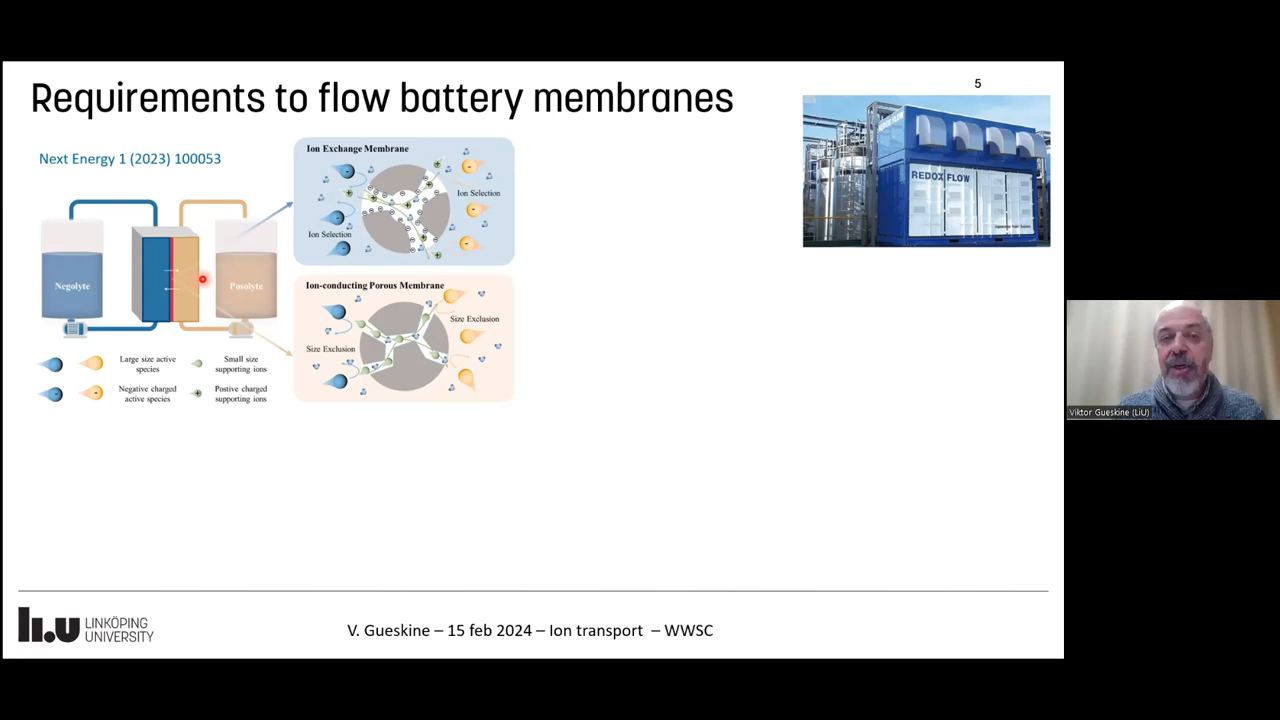 Requirements to flow battery membranes
5
Next Energy 1 (2023) 100053
Negolyte
Posolyte
Large size active
species
Small size
supporting ions
Negative charged
active species
Postive charged
supporting ions
Ion Exchange Membrane
Ion Selection
Ion Selection
Ion-conducting Porous Membrane
Size Exclusion
Size Exclusion
REDOX FLOW
Viktor Gueskine (LiU)
li.u LINKÖPING
UNIVERSITY
V. Gueskine – 15 feb 2024 – Ion transport – WWSC